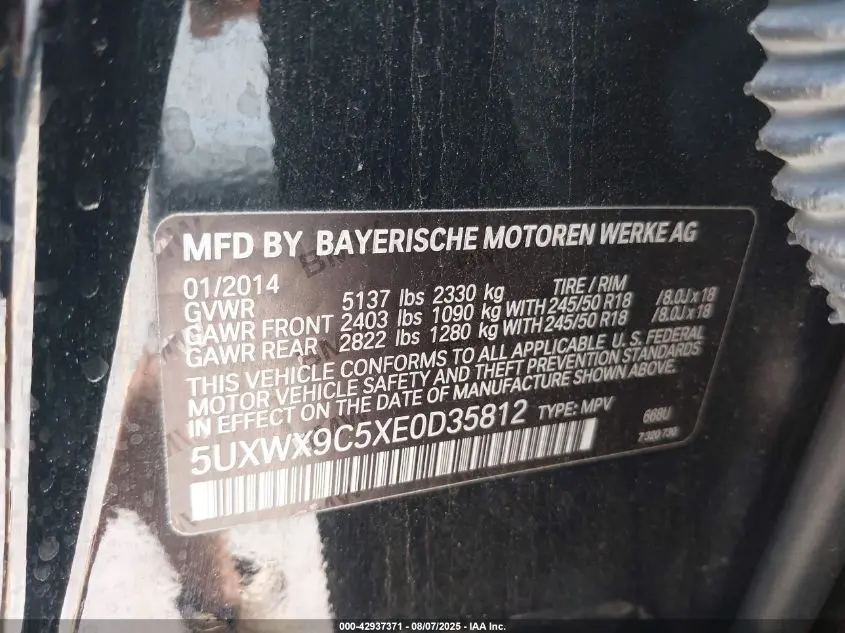 MFD BY BAYERISCHE MOTOREN WERKE AG
01/2014 TIRE / RIM
GVWR 5137 lbs 2330 kg
GAWR FRONT 2403 lbs 1090 kg WITH 245/50 R18 /8.0J x 18
GAWR REAR 2822 lbs 1280 kg WITH 245/50 R18 /8.0J x 18
THIS VEHICLE CONFORMS TO ALL APPLICABLE U.S. FEDERAL
MOTOR VEHICLE SAFETY AND THEFT PREVENTION STANDARDS
IN EFFECT ON THE DATE OF MANUFACTURE SHOWN ABOVE.
5UXWX9C5XE0D35812 TYPE: MPV 668U
7 320 736
000-42937371 - 08/07/2025 - IAA Inc.